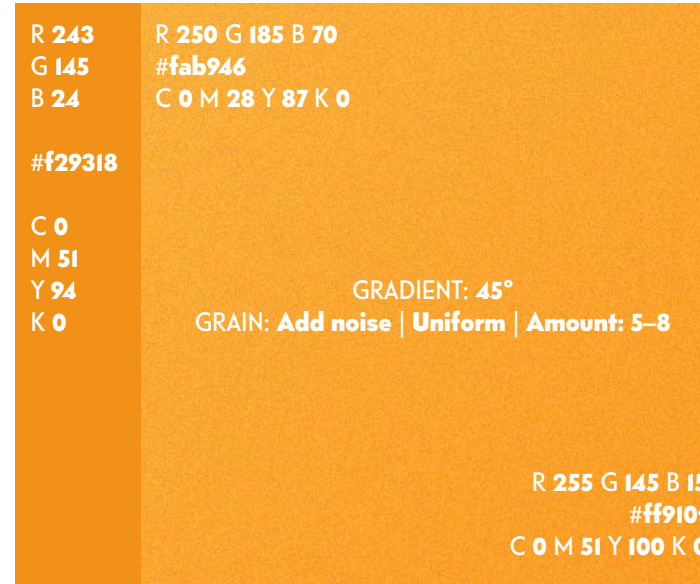 R 243
G 145
B 24
#f29318
C 0
M 51
Y 94
K 0
R 250 G 185 B 70
#fab946
C 0 M 28 Y 87 K 0
GRADIENT: 45°
GRAIN: Add noise | Uniform | Amount: 5–8
R 255 G 145 B
C 0 M 51 Y 100 K